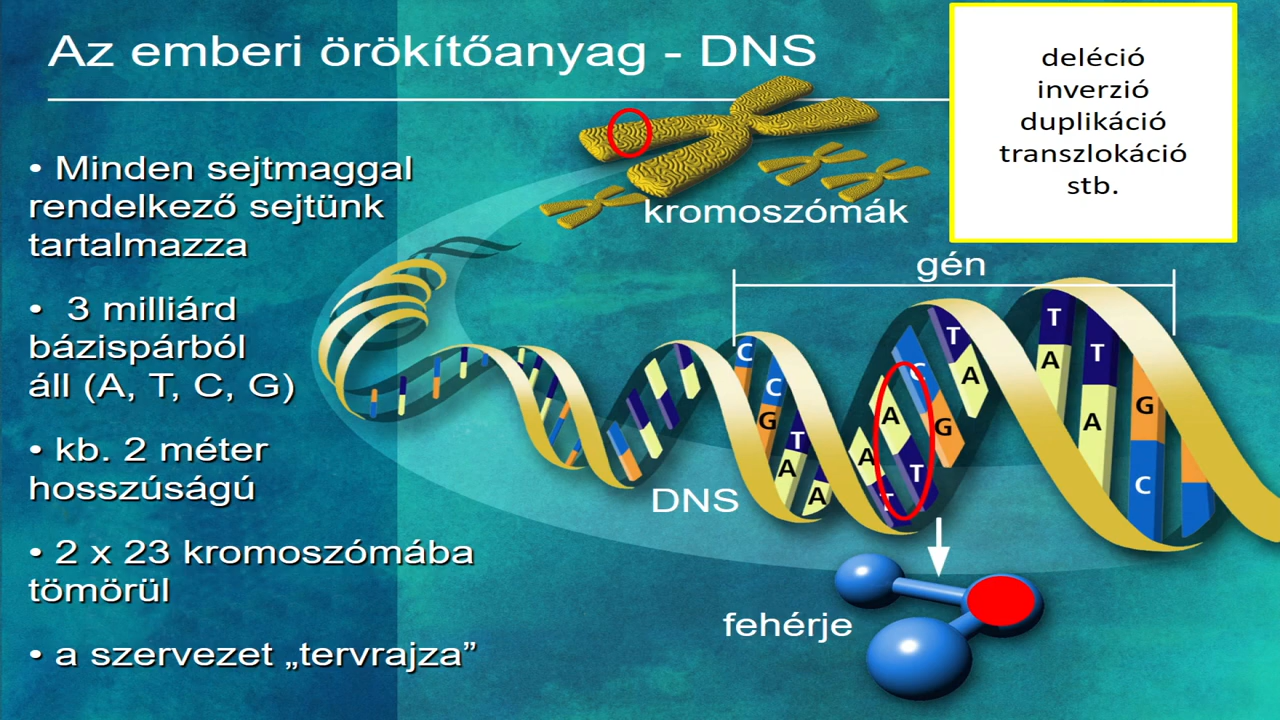 Az emberi örökítőanyag - DNS
deléció
inverzió
duplikáció
transzlokáció
stb.
• Minden sejtmaggal
rendelkező sejtünk
tartalmazza
• 3 milliárd
bázispárból
áll (A, T, C, G)
• kb. 2 méter
hosszúságú
• 2 x 23 kromoszómába
tömörül
• a szervezet „tervrajza”
kromoszómák
gén
C
C
G
T
A
A
A
T
A
T
C
G
T
A
T
A
T
A
G
C
DNS
fehérje